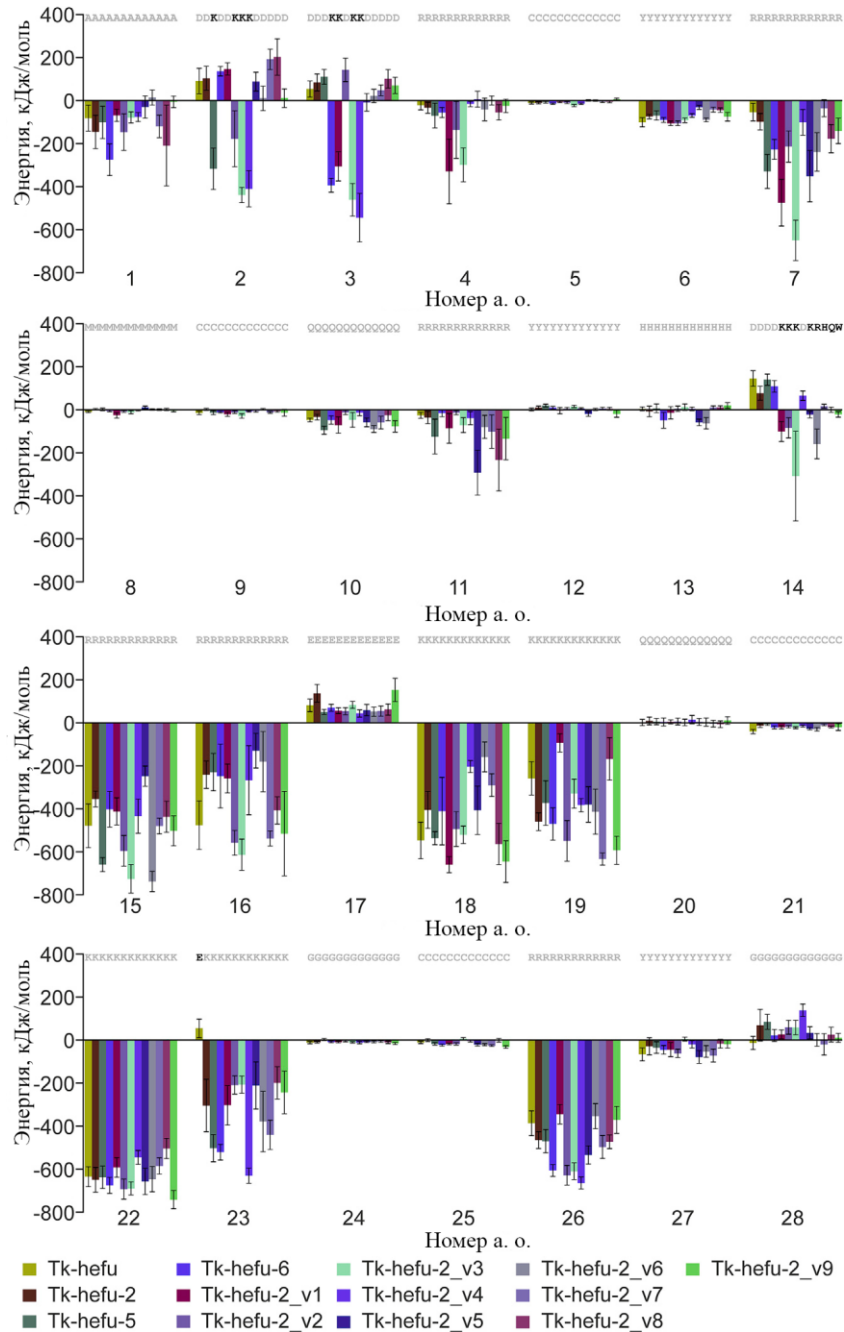 400 AAAAAAAAAAAAA DDKDDKKKDDDDD DDDKKDKKDDDDD RRRRRRRRRRRRR CCCCCCCCCCCCC YYYYYYYYYYYYY RRRRRRRRRRRRR
200
0
-200
-400
-600
-800
Энергия, кДж/моль
1 2 3 4 5 6 7
Номер а. о.
400 MMMMMMMMMMMMM CCCCCCCCCCCCC QQQQQQQQQQQQQ RRRRRRRRRRRRR YYYYYYYYYYYYY HHHHHHHHHHHHH DDDDKKKDKRHQW
200
0
-200
-400
-600
-800
Энергия, кДж/моль
8 9 10 11 12 13 14
Номер а. о.
400 RRRRRRRRRRRRR RRRRRRRRRRRRR EEEEEEEEEEEEE KKKKKKKKKKKKK KKKKKKKKKKKKK QQQQQQQQQQQQQ CCCCCCCCCCCCC
200
0
-200
-400
-600
-800
Энергия, кДж/моль
15 16 17 18 19 20 21
Номер а. о.
400 KKKKKKKKKKKKK EKKKKKKKKKKKK GGGGGGGGGGGGG CCCCCCCCCCCCC RRRRRRRRRRRRR YYYYYYYYYYYYY GGGGGGGGGGGGG
200
0
-200
-400
-600
-800
Энергия, кДж/моль
22 23 24 25 26 27 28
Номер а. о.
Tk-hefu Tk-hefu-6 Tk-hefu-2_v3 Tk-hefu-2_v6 Tk-hefu-2_v9
Tk-hefu-2 Tk-hefu-2_v1 Tk-hefu-2_v4 Tk-hefu-2_v7
Tk-hefu-5 Tk-hefu-2_v2 Tk-hefu-2_v5 Tk-hefu-2_v8